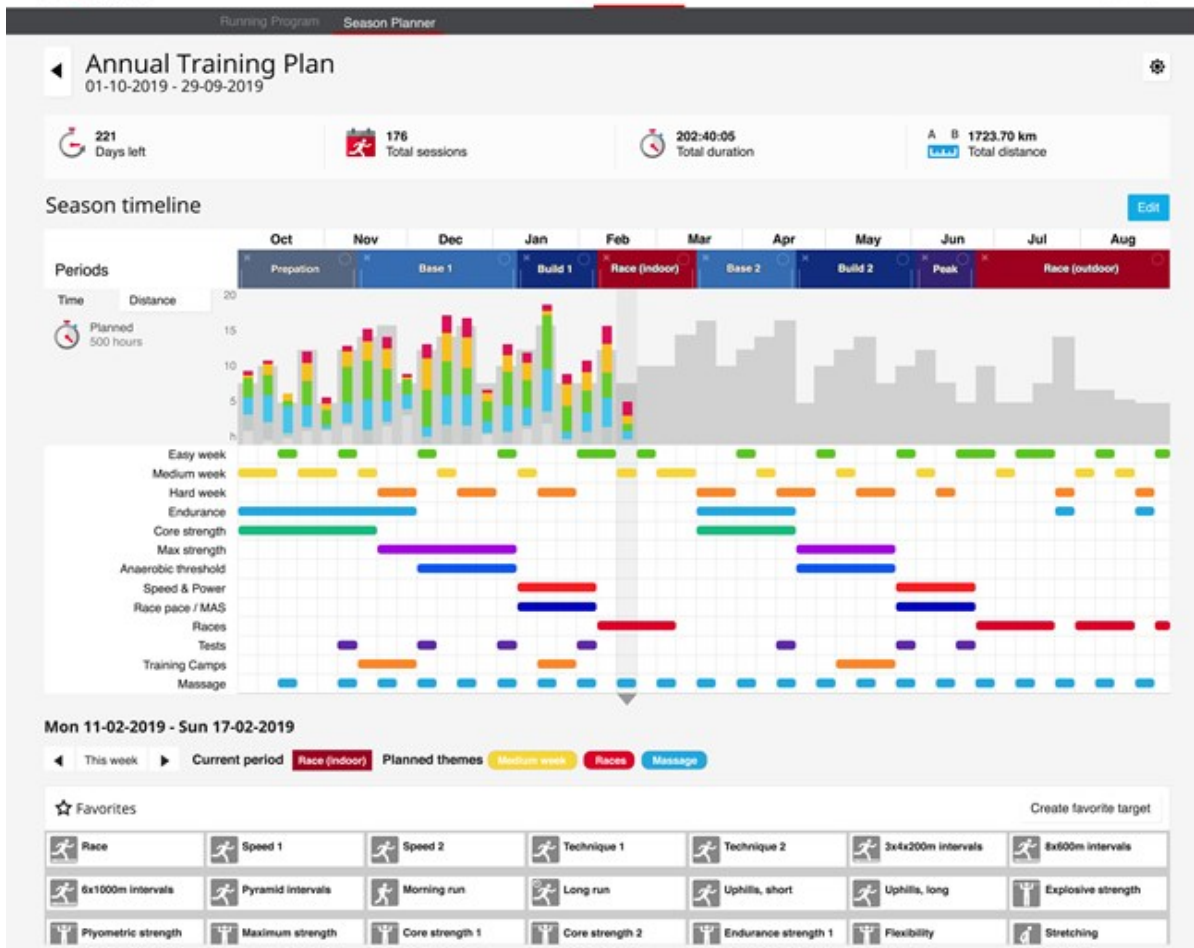 Running Program Season Planner
Annual Training Plan
01-10-2019 - 29-09-2019
221 176 202:40:05 A B 1723.70 km
Days left Total sessions Total duration Total distance
Season timeline Edit
Oct Nov Dec Jan Feb Mar Apr May Jun Jul Aug
Periods Prepation Base 1 Build 1 Race (indoor) Base 2 Build 2 Peak Race (outdoor)
Time Distance 20
Planned 15
500 hours
10
5
h
Easy week
Medium week
Hard week
Endurance
Core strength
Max strength
Anaerobic threshold
Speed & Power
Race pace / MAS
Races
Tests
Training Camps
Massage
Mon 11-02-2019 - Sun 17-02-2019
This week Current period Race (indoor) Planned themes Medium week Races Massage
Favorites Create favorite target
Race Speed 1 Speed 2 Technique 1 Technique 2 3x4x200m intervals 8x600m intervals
6x1000m intervals Pyramid intervals Morning run Long run Uphills, short Uphills, long Explosive strength
Plyometric strength Maximum strength Core strength 1 Core strength 2 Endurance strength 1 Flexibility Stretching